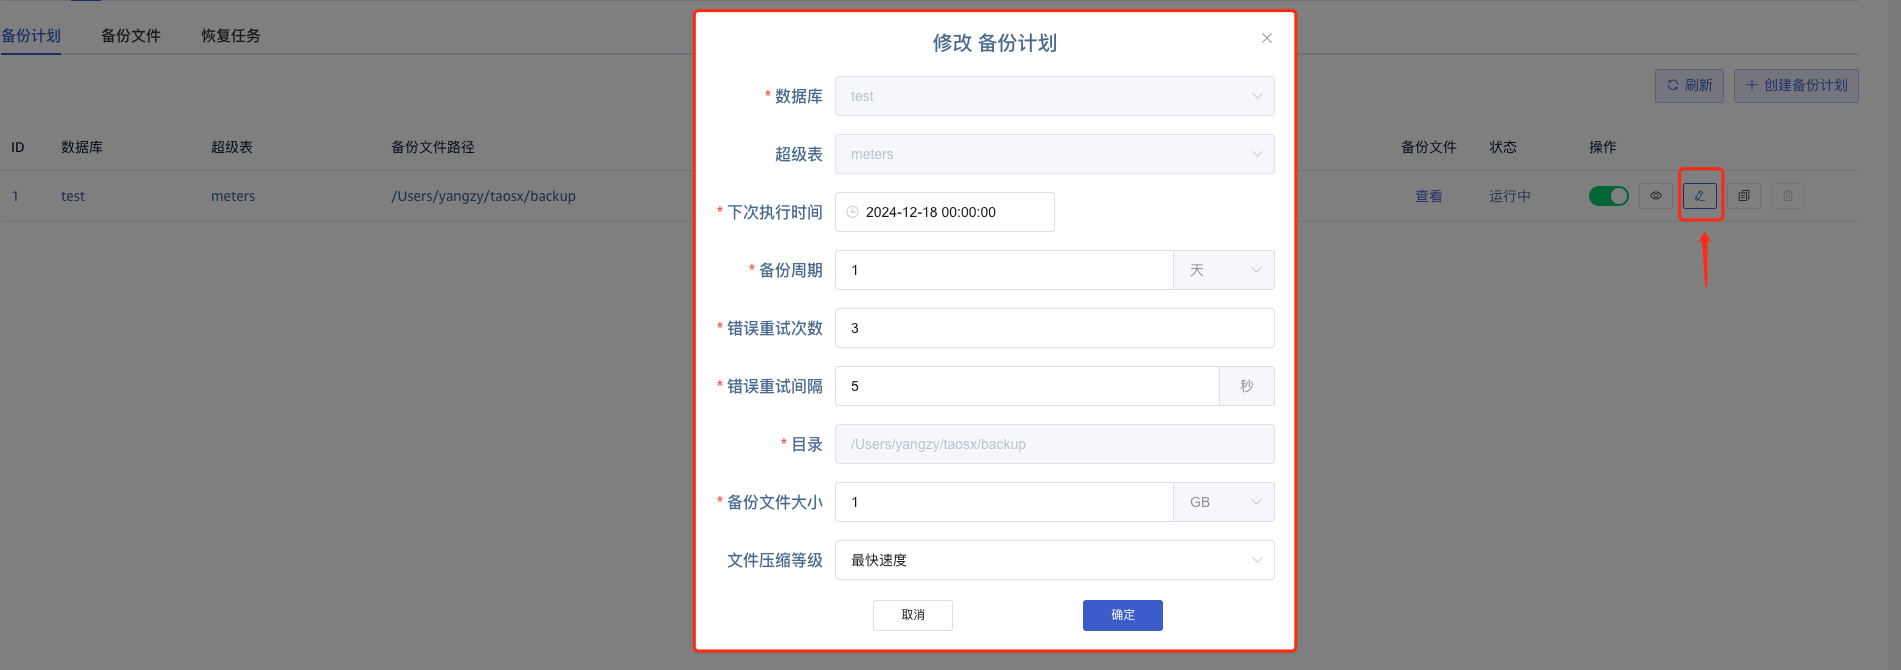 备份计划 备份文件 恢复任务
刷新 创建备份计划
ID 数据库 超级表 备份文件路径 备份文件 状态 操作
1 test meters /Users/yangzy/taosx/backup 查看 运行中
修改 备份计划
* 数据库 test
超级表 meters
* 下次执行时间 2024-12-18 00:00:00
* 备份周期 1 天
* 错误重试次数 3
* 错误重试间隔 5 秒
* 目录 /Users/yangzy/taosx/backup
* 备份文件大小 1 GB
文件压缩等级 最快速度
取消 确定